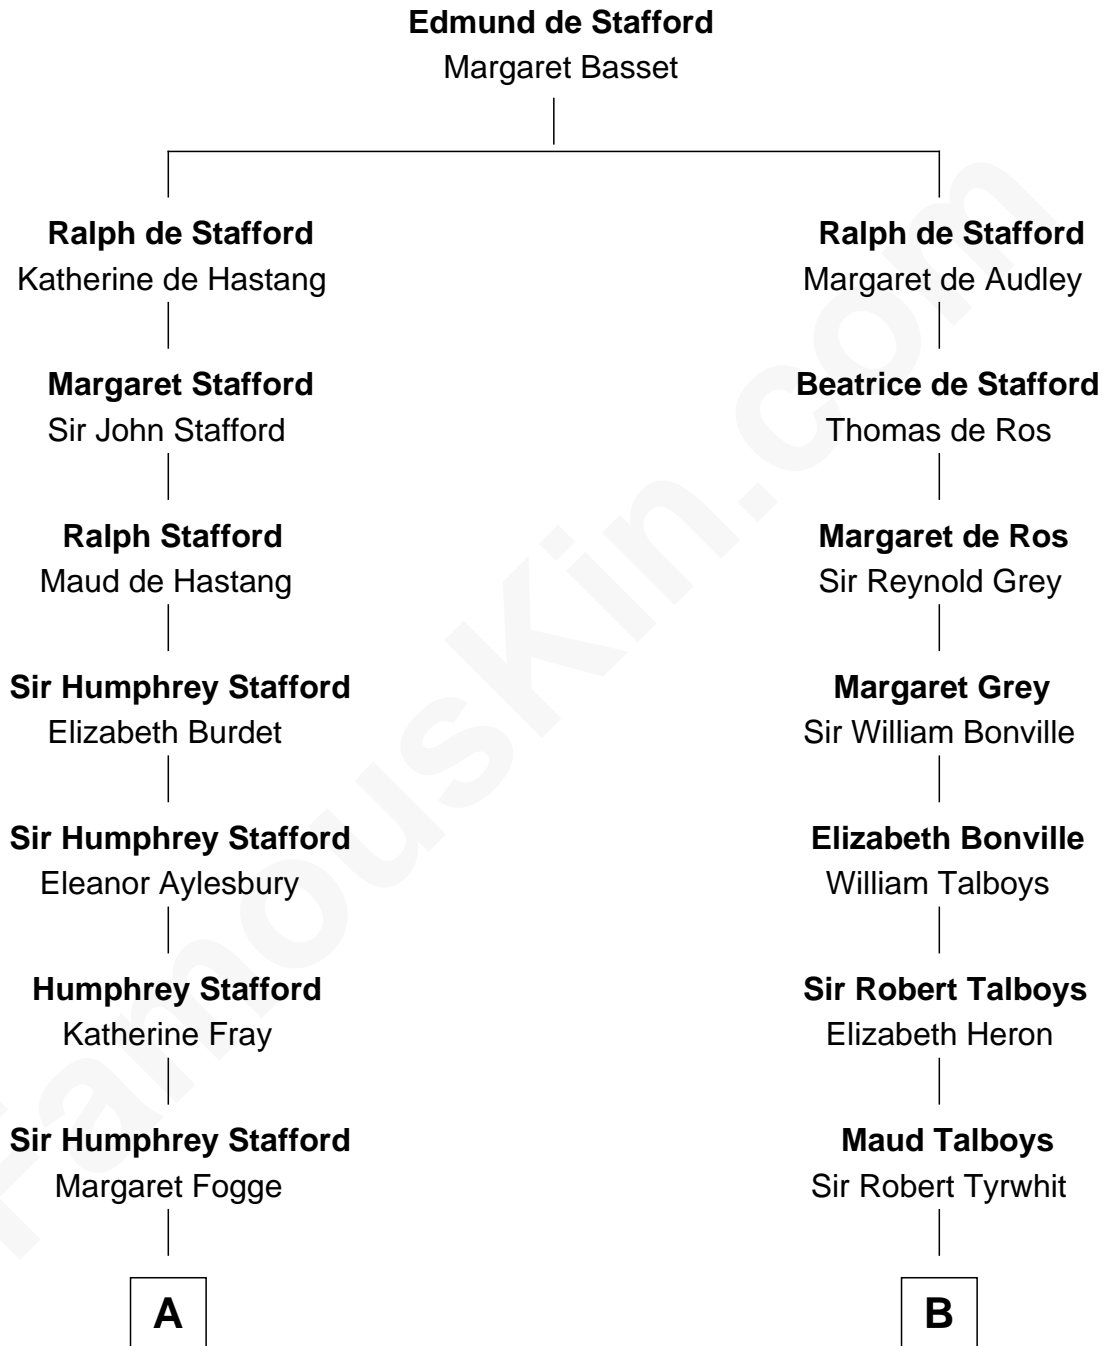 Edmund de Stafford
Margaret Basset
Ralph de Stafford
Katherine de Hastang
Ralph de Stafford
Margaret de Audley
Margaret Stafford
Sir John Stafford
Beatrice de Stafford
Thomas de Ros
Ralph Stafford
Maud de Hastang
Margaret de Ros
Sir Reynold Grey
Sir Humphrey Stafford
Elizabeth Burdet
Margaret Grey
Sir William Bonville
Sir Humphrey Stafford
Eleanor Aylesbury
Elizabeth Bonville
William Talboys
Humphrey Stafford
Katherine Fray
Sir Robert Talboys
Elizabeth Heron
Sir Humphrey Stafford
Margaret Fogge
Maud Talboys
Sir Robert Tyrwhit
A
B
FamousKin.com